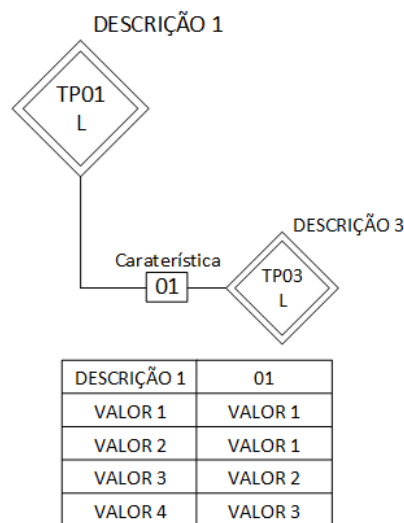 DESCRIÇÃO 1
TP01
L
DESCRIÇÃO 3
Caraterística
01
TP03
L
DESCRIÇÃO 1 01
VALOR 1 VALOR 1
VALOR 2 VALOR 1
VALOR 3 VALOR 2
VALOR 4 VALOR 3